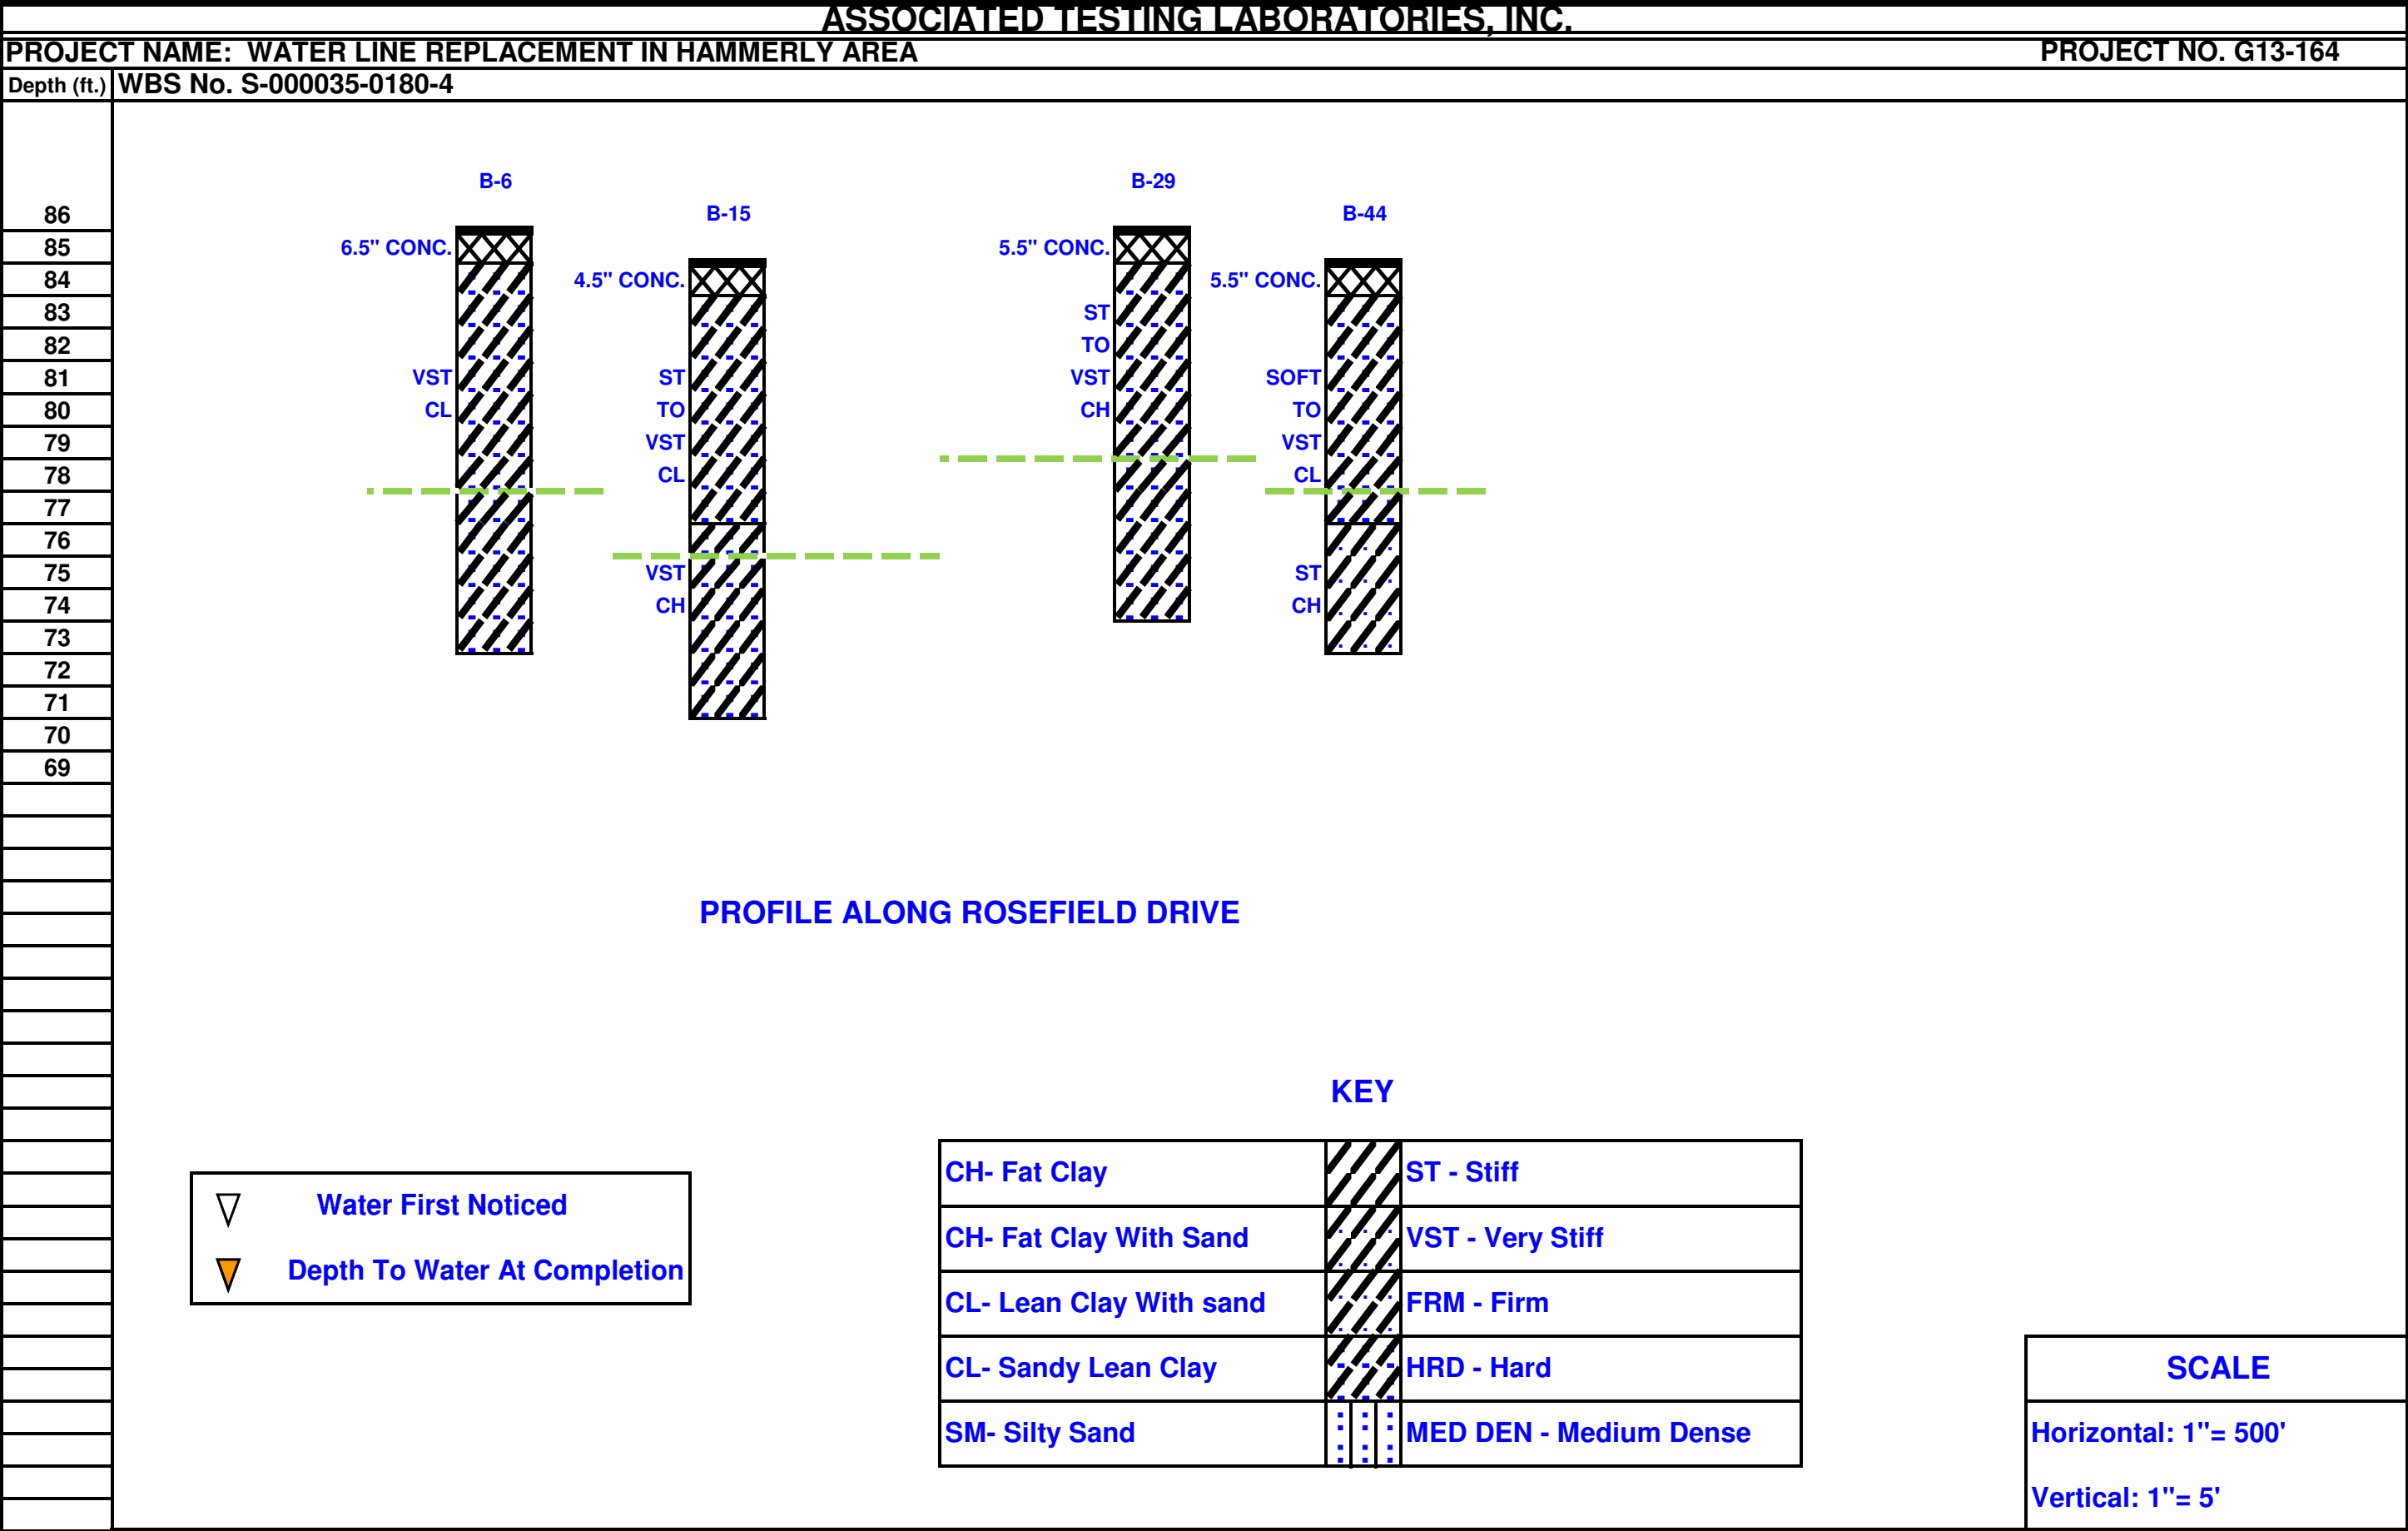 ASSOCIATED TESTING LABORATORIES, INC.
PROJECT NAME: WATER LINE REPLACEMENT IN HAMMERLY AREA
PROJECT NO. G13-164
Depth (ft.)
WBS No. S-000035-0180-4
86
85
84
83
82
81
80
79
78
77
76
75
74
73
72
71
70
69
B-6
6.5" CONC.
VST
CL
B-15
4.5" CONC.
ST
TO
VST
CL
VST
CH
B-29
5.5" CONC.
ST
TO
VST
CH
B-44
5.5" CONC.
SOFT
TO
VST
CL
ST
CH
PROFILE ALONG ROSEFIELD DRIVE
Water First Noticed
Depth To Water At Completion
KEY
CH- Fat Clay
ST - Stiff
CH- Fat Clay With Sand
VST - Very Stiff
CL- Lean Clay With sand
FRM - Firm
CL- Sandy Lean Clay
HRD - Hard
SM- Silty Sand
MED DEN - Medium Dense
SCALE
Horizontal: 1"= 500'
Vertical: 1"= 5'